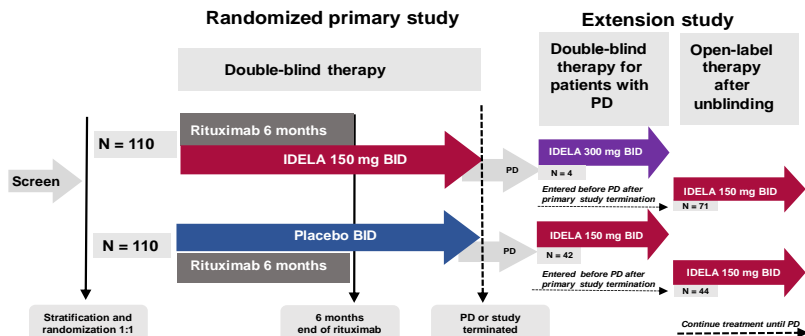 Randomized primary study
Extension study
Double-blind therapy
Double-blind
therapy for
patients with
PD
Open-label
therapy
after
unblinding
Screen
N = 110
Rituximab 6 months
IDELA 150 mg BID
PD
IDELA 300 mg BID
N = 4
Entered before PD after
primary study termination
IDELA 150 mg BID
N = 71
N = 110
Placebo BID
Rituximab 6 months
PD
IDELA 150 mg BID
N = 42
Entered before PD after
primary study termination
IDELA 150 mg BID
N = 44
Stratification and
randomization 1:1
6 months
end of rituximab
PD or study
terminated
Continue treatment until PD